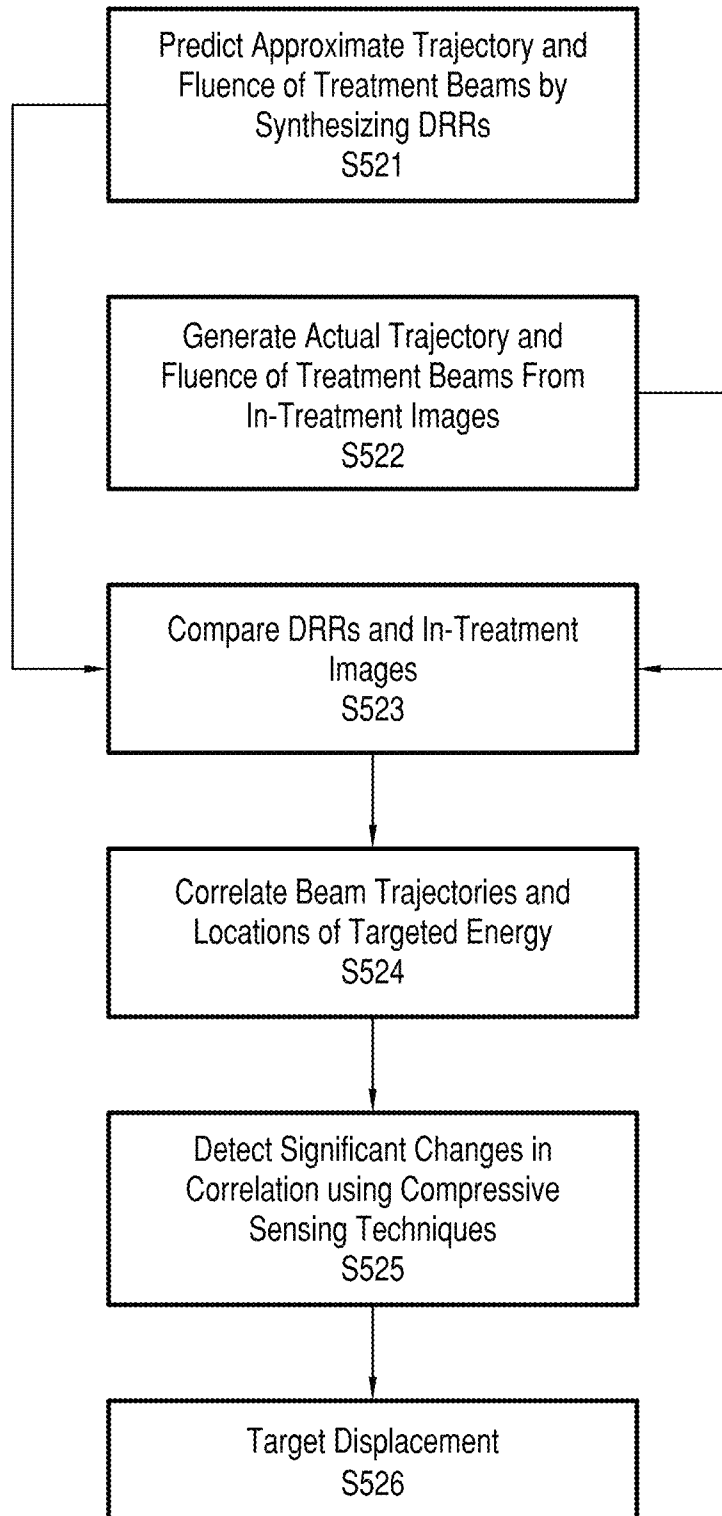 Predict Approximate Trajectory and
Fluence of Treatment Beams by
Synthesizing DRRs
S521
Generate Actual Trajectory and
Fluence of Treatment Beams From
In-Treatment Images
S522
Compare DRRs and In-Treatment
Images
S523
Correlate Beam Trajectories and
Locations of Targeted Energy
S524
Detect Significant Changes in
Correlation using Compressive
Sensing Techniques
S525
Target Displacement
S526